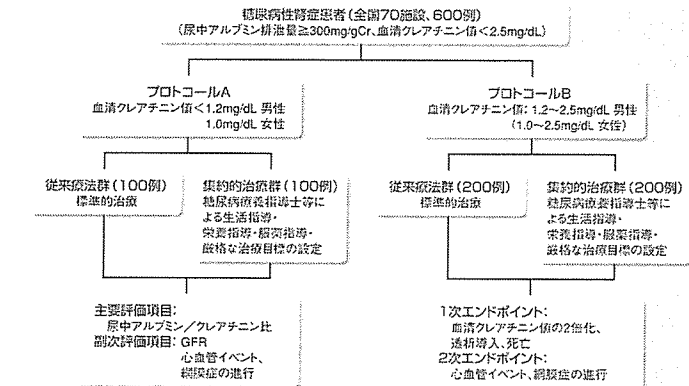 糖尿病性腎症患者（全国70施設、600例）
（尿中アルブミン排泄量≧300mg/gCr、血清クレアチニン値＜2.5mg/dL）
プロトコールA
血清クレアチニン値＜1.2mg/dL 男性
1.0mg/dL 女性
プロトコールB
血清クレアチニン値：1.2～2.5mg/dL 男性
（1.0～2.5mg/dL 女性）
従来療法群（100例）
標準的治療
集約的治療群（100例）
糖尿病療養指導士等に
よる生活指導・
栄養指導・服薬指導・
厳格な治療目標の設定
従来療法群（200例）
標準的治療
集約的治療群（200例）
糖尿病療養指導士等に
よる生活指導・
栄養指導・服薬指導・
厳格な治療目標の設定
主要評価項目：
尿中アルブミン／クレアチニン比
副次評価項目：GFR
心血管イベント、
網膜症の進行
1次エンドポイント：
血清クレアチニン値の2倍化、
透析導入、死亡
2次エンドポイント：
心血管イベント、網膜症の進行